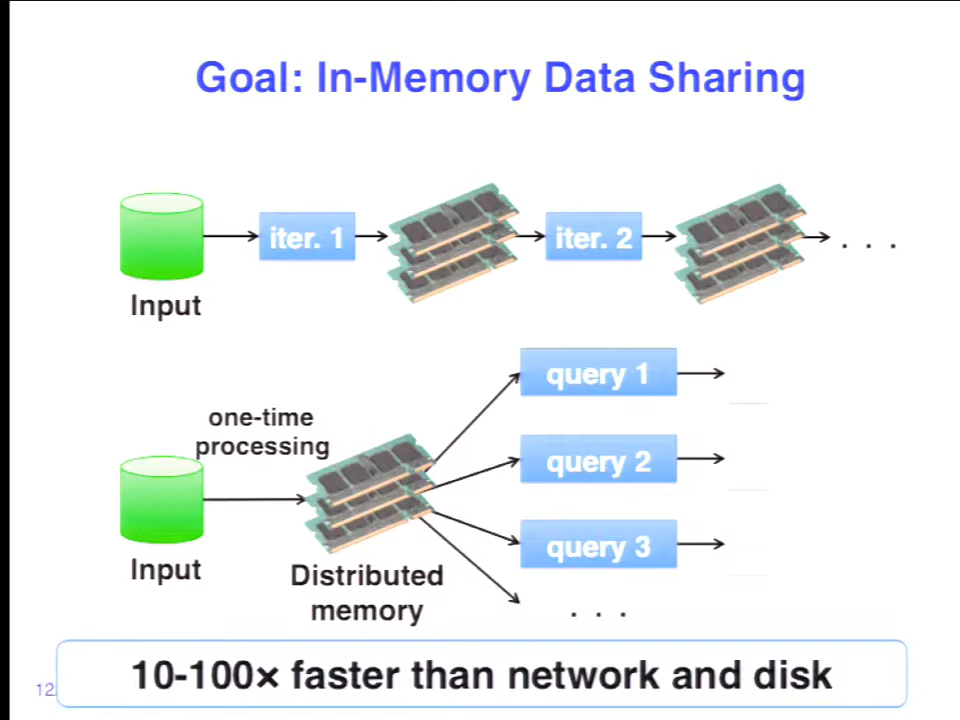 Goal: In-Memory Data Sharing
iter. 1
iter. 2
. . .
Input
one-time
processing
query 1
query 2
query 3
. . .
Input
Distributed
memory
10-100× faster than network and disk
12.